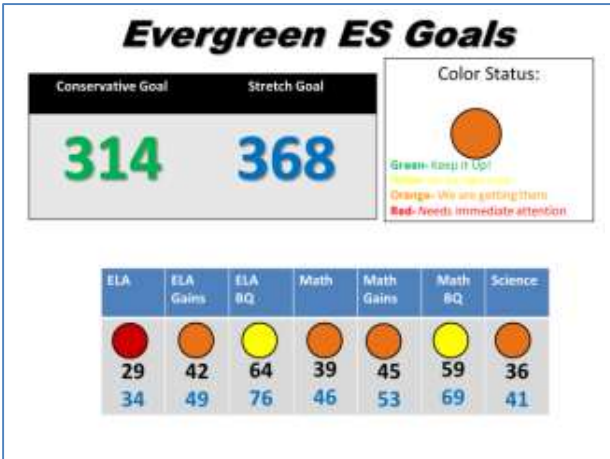 Evergreen ES Goals
Conservative Goal Stretch Goal
314 368
Color Status:
Green- Keep it Up!
Orange- We are getting them
Red- Needs immediate attention
ELA ELA Gains ELA BQ Math Math Gains Math BQ Science
29 42 64 39 45 59 36
34 49 76 46 53 69 41